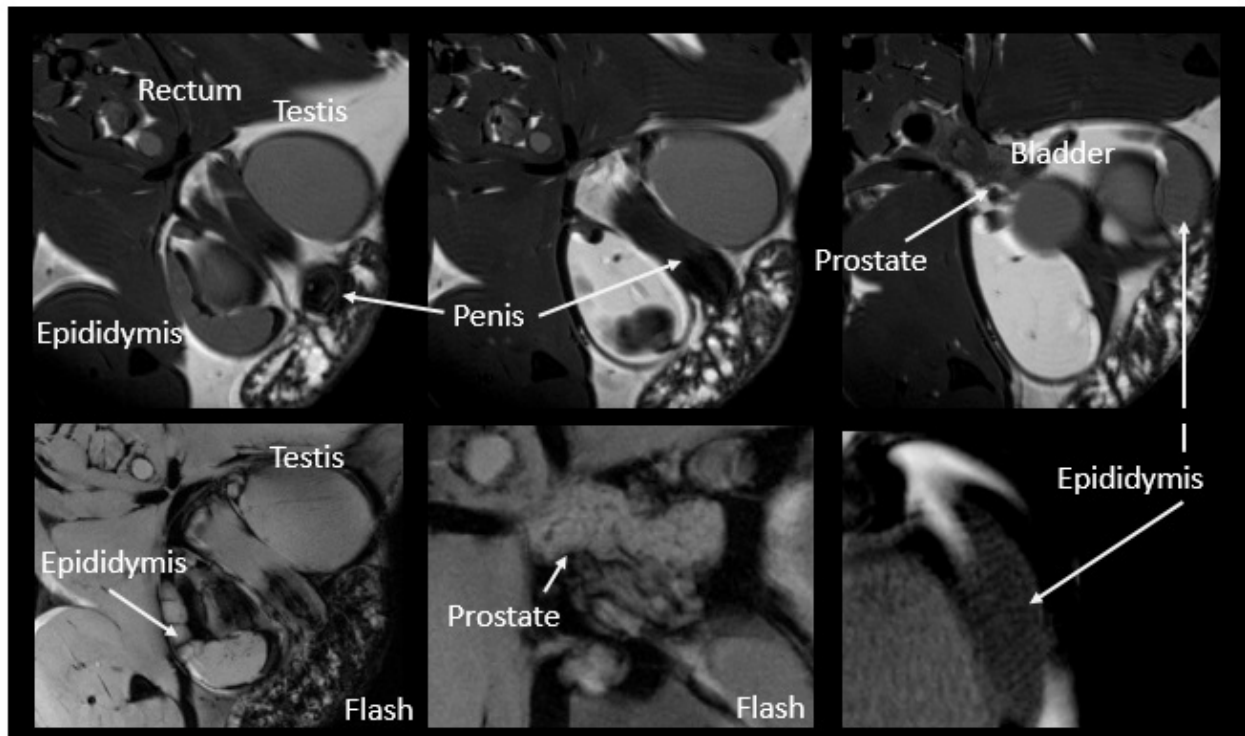 Rectum
Testis
Bladder
Prostate
Penis
Epididymis
Testis
Epididymis
Epididymis
Prostate
Flash
Flash